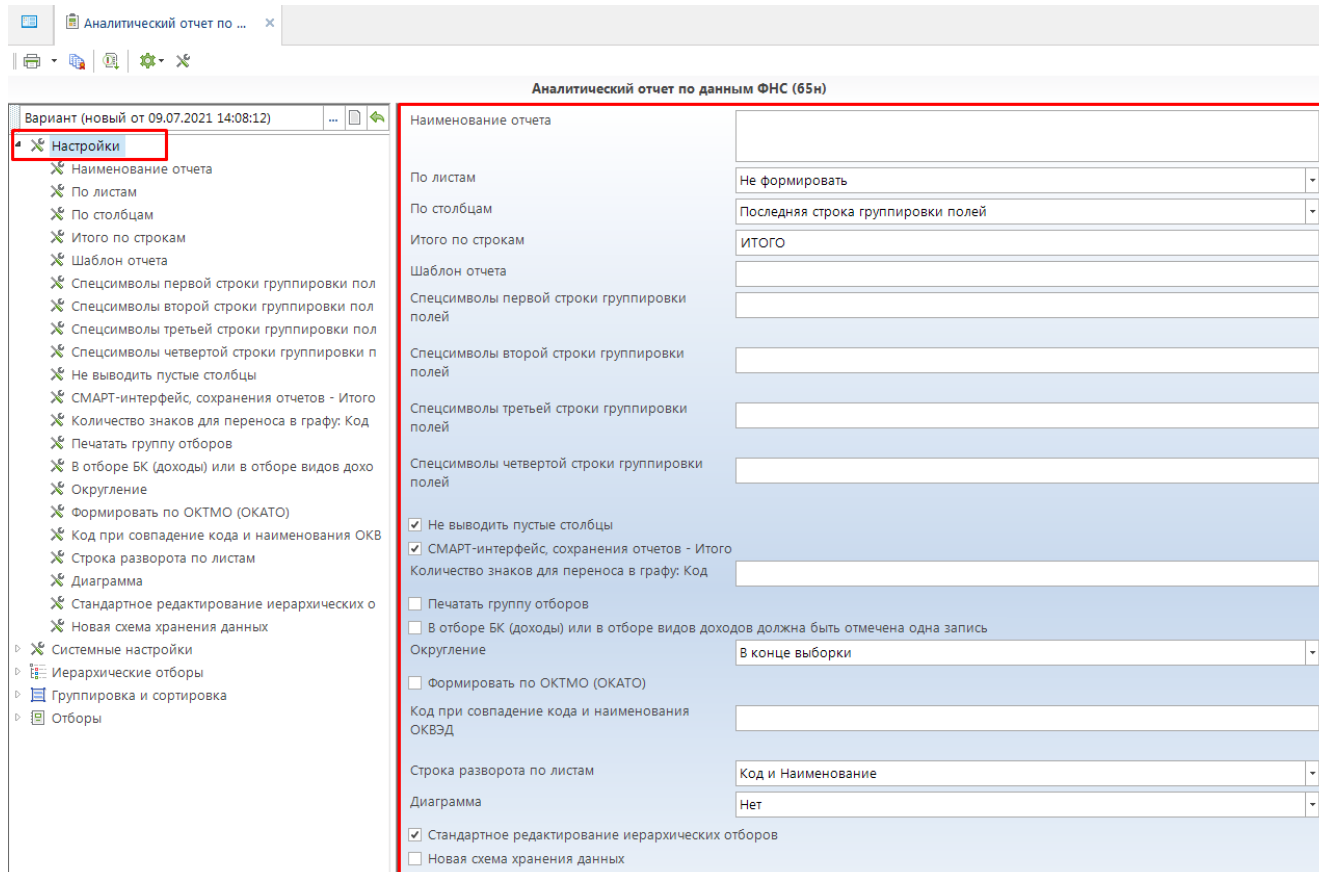 Аналитический отчет по ...
Аналитический отчет по данным ФНС (65н)
Вариант (новый от 09.07.2021 14:08:12)
...
Настройки
Наименование отчета
По листам
По столбцам
Итого по строкам
Шаблон отчета
Спецсимволы первой строки группировки пол
Спецсимволы второй строки группировки пол
Спецсимволы третьей строки группировки пол
Спецсимволы четвертой строки группировки п
Не выводить пустые столбцы
СМАРТ-интерфейс, сохранения отчетов - Итого
Количество знаков для переноса в графу: Код
Печатать группу отборов
В отборе БК (доходы) или в отборе видов дохо
Округление
Формировать по ОКТМО (ОКАТО)
Код при совпадение кода и наименования ОКВ
Строка разворота по листам
Диаграмма
Стандартное редактирование иерархических о
Новая схема хранения данных
Системные настройки
Иерархические отборы
Группировка и сортировка
Отборы
Наименование отчета
По листам
Не формировать
По столбцам
Последняя строка группировки полей
Итого по строкам
ИТОГО
Шаблон отчета
Спецсимволы первой строки группировки
полей
Спецсимволы второй строки группировки
полей
Спецсимволы третьей строки группировки
полей
Спецсимволы четвертой строки группировки
полей
Не выводить пустые столбцы
СМАРТ-интерфейс, сохранения отчетов - Итого
Количество знаков для переноса в графу: Код
Печатать группу отборов
В отборе БК (доходы) или в отборе видов доходов должна быть отмечена одна запись
Округление
В конце выборки
Формировать по ОКТМО (ОКАТО)
Код при совпадение кода и наименования
ОКВЭД
Строка разворота по листам
Код и Наименование
Диаграмма
Нет
Стандартное редактирование иерархических отборов
Новая схема хранения данных